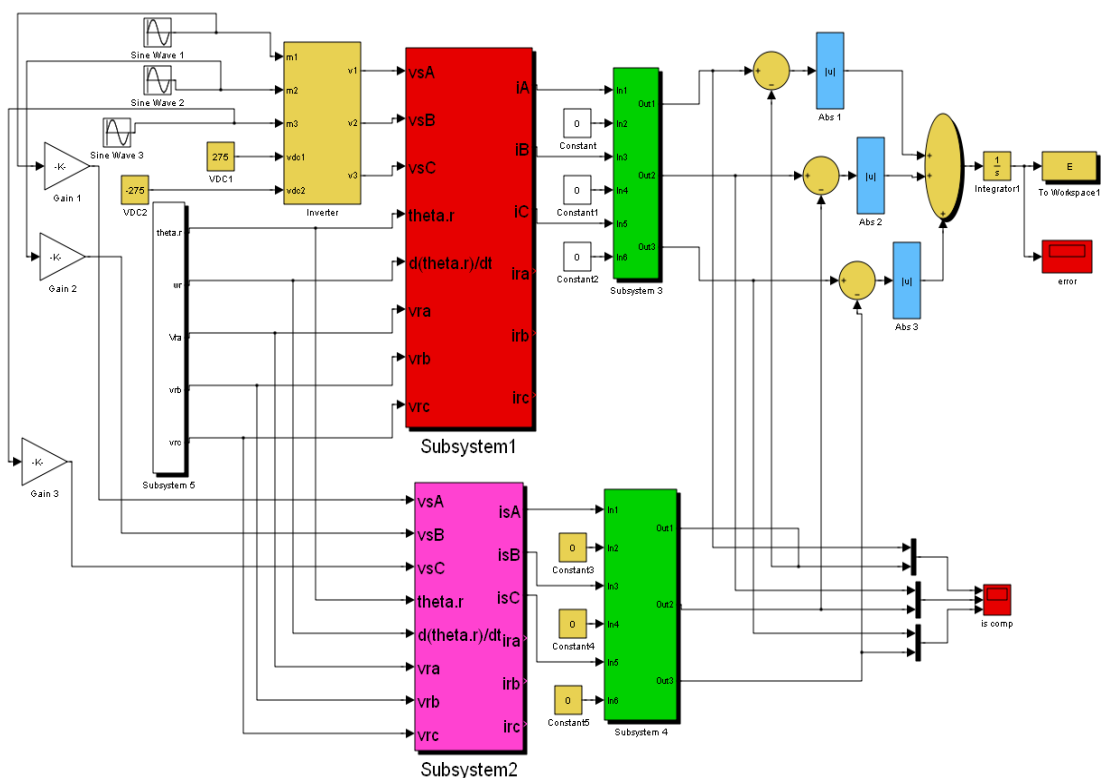 Sine Wave 1
Sine Wave 2
Sine Wave 3
-K-
Gain 1
-K-
Gain 2
-K-
Gain 3
275
VDC1
-275
VDC2
m1
m2
m3
vdc1
vdc2
v1
v2
v3
Inverter
theta.r
wr
Vra
vrb
vrc
Subsystem 5
vsA
vsB
vsC
theta.r
d(theta.r)/dt
vra
vrb
vrc
iA
iB
iC
ira
irb
irc
Subsystem1
0
Constant
0
Constant1
0
Constant2
In1
In2
In3
In4
In5
In6
Out1
Out2
Out3
Subsystem 3
+
-
|u|
Abs 1
+
-
|u|
Abs 2
+
-
|u|
Abs 3
+
+
+
1
s
Integrator1
E
To Workspace1
error
vsA
vsB
vsC
theta.r
d(theta.r)/dt
vra
vrb
vrc
isA
isB
isC
ira
irb
irc
Subsystem2
0
Constant3
0
Constant4
0
Constant5
In1
In2
In3
In4
In5
In6
Out1
Out2
Out3
Subsystem 4
is comp